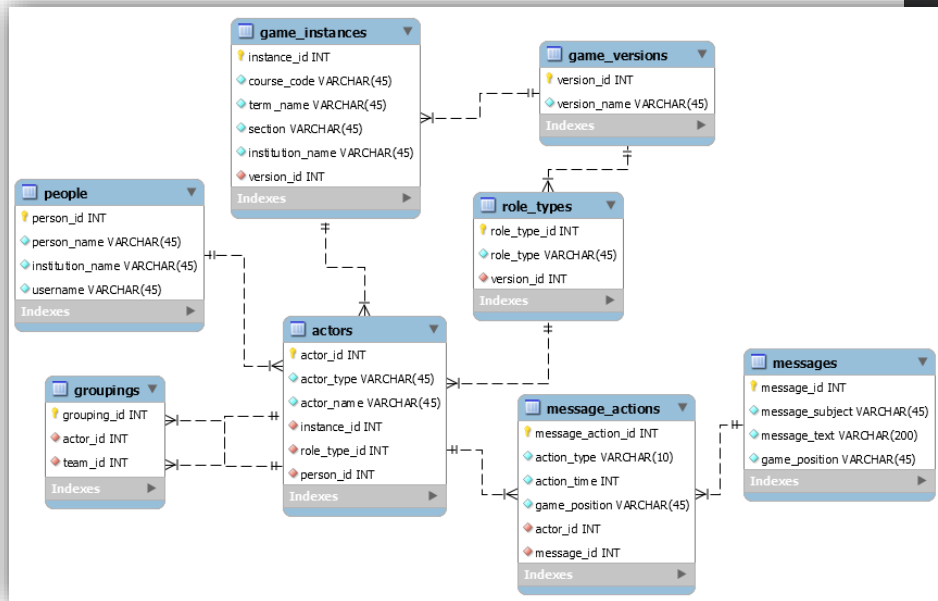 game_instances
instance_id INT
course_code VARCHAR(45)
term_name VARCHAR(45)
section VARCHAR(45)
institution_name VARCHAR(45)
version_id INT
Indexes
game_versions
version_id INT
version_name VARCHAR(45)
Indexes
people
person_id INT
person_name VARCHAR(45)
institution_name VARCHAR(45)
username VARCHAR(45)
Indexes
role_types
role_type_id INT
role_type VARCHAR(45)
version_id INT
Indexes
actors
actor_id INT
actor_type VARCHAR(45)
actor_name VARCHAR(45)
instance_id INT
role_type_id INT
person_id INT
Indexes
groupings
grouping_id INT
actor_id INT
team_id INT
Indexes
message_actions
message_action_id INT
action_type VARCHAR(10)
action_time INT
game_position VARCHAR(45)
actor_id INT
message_id INT
Indexes
messages
message_id INT
message_subject VARCHAR(45)
message_text VARCHAR(200)
game_position VARCHAR(45)
Indexes